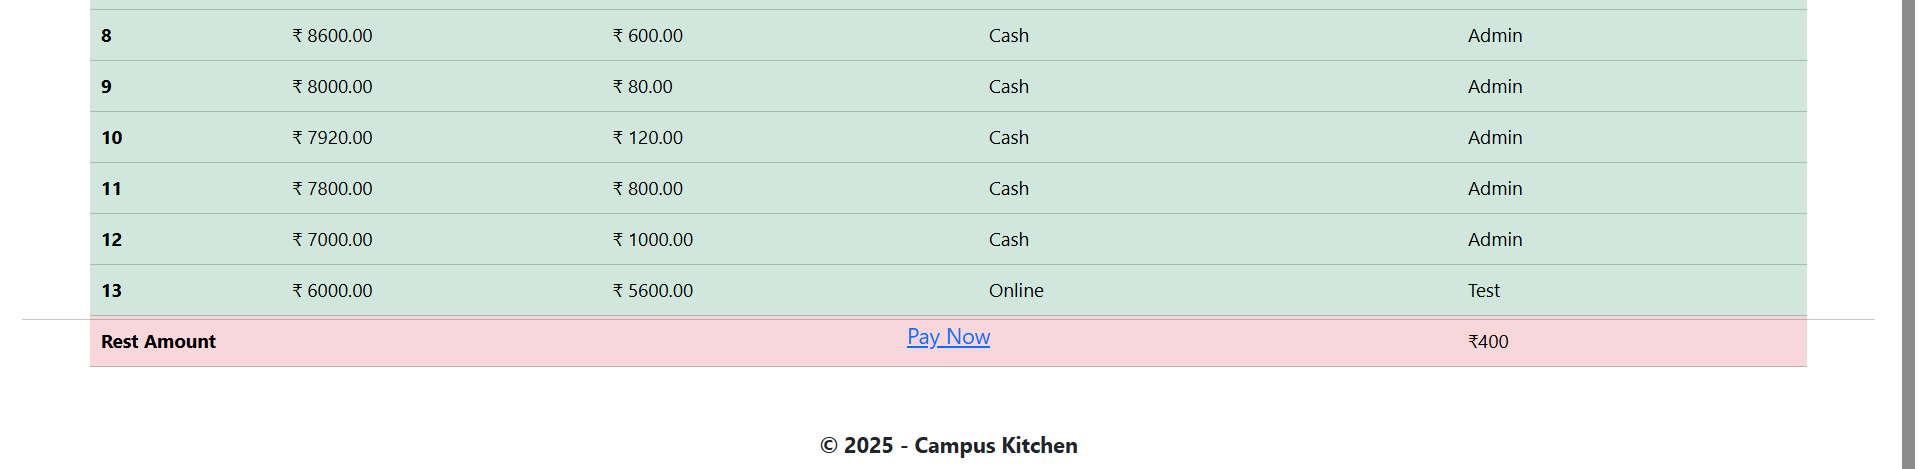 8 ₹ 8600.00 ₹ 600.00 Cash Admin
9 ₹ 8000.00 ₹ 80.00 Cash Admin
10 ₹ 7920.00 ₹ 120.00 Cash Admin
11 ₹ 7800.00 ₹ 800.00 Cash Admin
12 ₹ 7000.00 ₹ 1000.00 Cash Admin
13 ₹ 6000.00 ₹ 5600.00 Online Test
Rest Amount Pay Now ₹400
© 2025 - Campus Kitchen